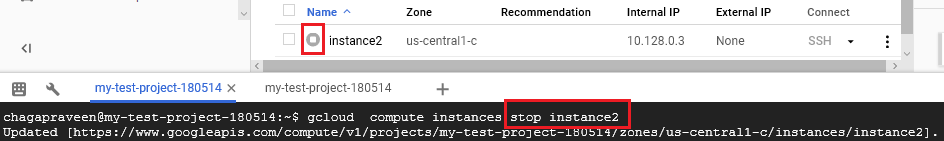 Name Zone Recommendation Internal IP External IP Connect
instance2 us-central1-c 10.128.0.3 None SSH
my-test-project-180514 my-test-project-180514
chagapraveen@my-test-project-180514:~$ gcloud  compute instances stop instance2
Updated [https://www.googleapis.com/compute/v1/projects/my-test-project-180514/zones/us-central1-c/instances/instance2].